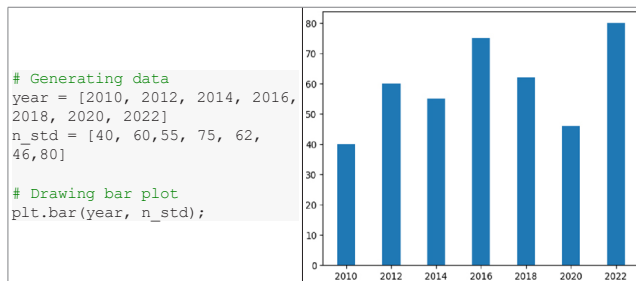 # Generating data
year = [2010, 2012, 2014, 2016,
2018, 2020, 2022]
n_std = [40, 60,55, 75, 62,
46,80]
# Drawing bar plot
plt.bar(year, n_std);
80
70
60
50
40
30
20
10
0
2010 2012 2014 2016 2018 2020 2022